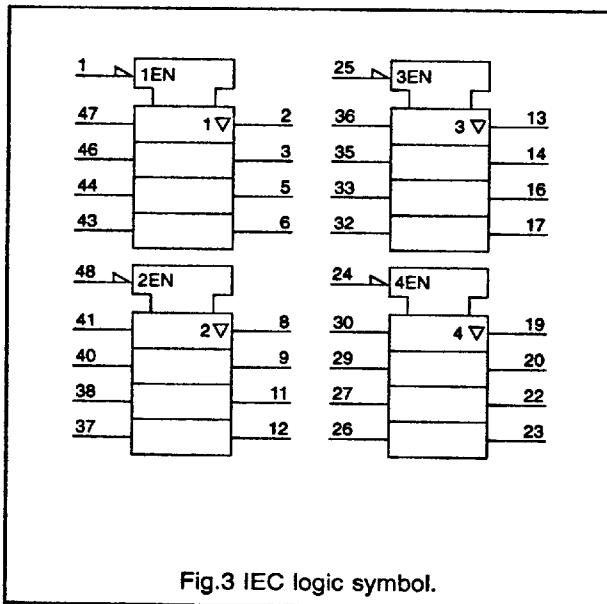 1 1EN
47 1▽ 2
46 3
44 5
43 6
25 3EN
36 3▽ 13
35 14
33 16
32 17
48 2EN
41 2▽ 8
40 9
38 11
37 12
24 4EN
30 4▽ 19
29 20
27 22
26 23
Fig.3 IEC logic symbol.